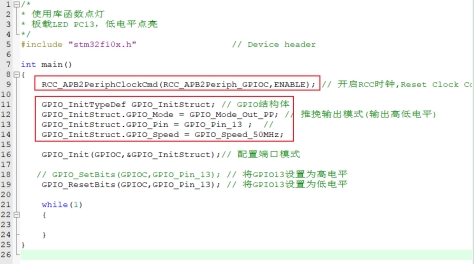 1 /*
2 * 使用库函数点灯
3 * 板载LED PC13, 低电平点亮
4 */
5 #include "stm32f10x.h" // Device header
6
7 int main()
8 {
9 RCC_APB2PeriphClockCmd(RCC_APB2Periph_GPIOC,ENABLE); // 开启RCC时钟,Reset Clock Co
10
11 GPIO_InitTypeDef GPIO_InitStruct; // GPIO结构体
12 GPIO_InitStruct.GPIO_Mode = GPIO_Mode_Out_PP; // 推挽输出模式(输出高低电平)
13 GPIO_InitStruct.GPIO_Pin = GPIO_Pin_13 ; //
14 GPIO_InitStruct.GPIO_Speed = GPIO_Speed_50MHz;
15
16 GPIO_Init(GPIOC,&GPIO_InitStruct);// 配置端口模式
17
18 // GPIO_SetBits(GPIOC,GPIO_Pin_13); // 将GPIO13设置为高电平
19 GPIO_ResetBits(GPIOC,GPIO_Pin_13); // 将GPIO13设置为低电平
20
21 while(1)
22 {
23
24 }
25 }
26